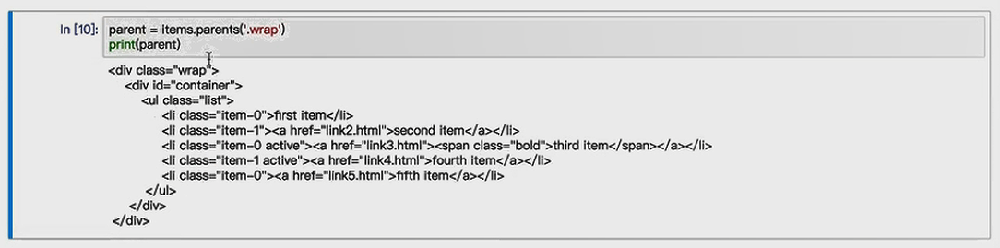 In [10]: parent = items.parents('.wrap')
print(parent)
<div class="wrap">
<div id="container">
<ul class="list">
<li class="item-0">first item</li>
<li class="item-1"><a href="link2.html">second item</a></li>
<li class="item-0 active"><a href="link3.html"><span class="bold">third item</span></a></li>
<li class="item-1 active"><a href="link4.html">fourth item</a></li>
<li class="item-0"><a href="link5.html">fifth item</a></li>
</ul>
</div>
</div>